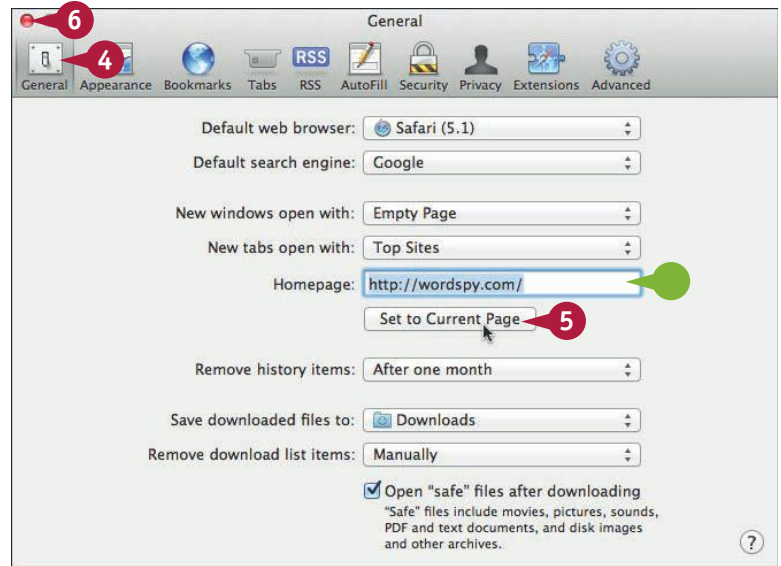 6
General
4
RSS
General Appearance Bookmarks Tabs RSS AutoFill Security Privacy Extensions Advanced
Default web browser: Safari (5.1)
Default search engine: Google
New windows open with: Empty Page
New tabs open with: Top Sites
Homepage: http://wordspy.com/
Set to Current Page 5
Remove history items: After one month
Save downloaded files to: Downloads
Remove download list items: Manually
Open “safe” files after downloading
“Safe” files include movies, pictures, sounds,
PDF and text documents, and disk images
and other archives.
?